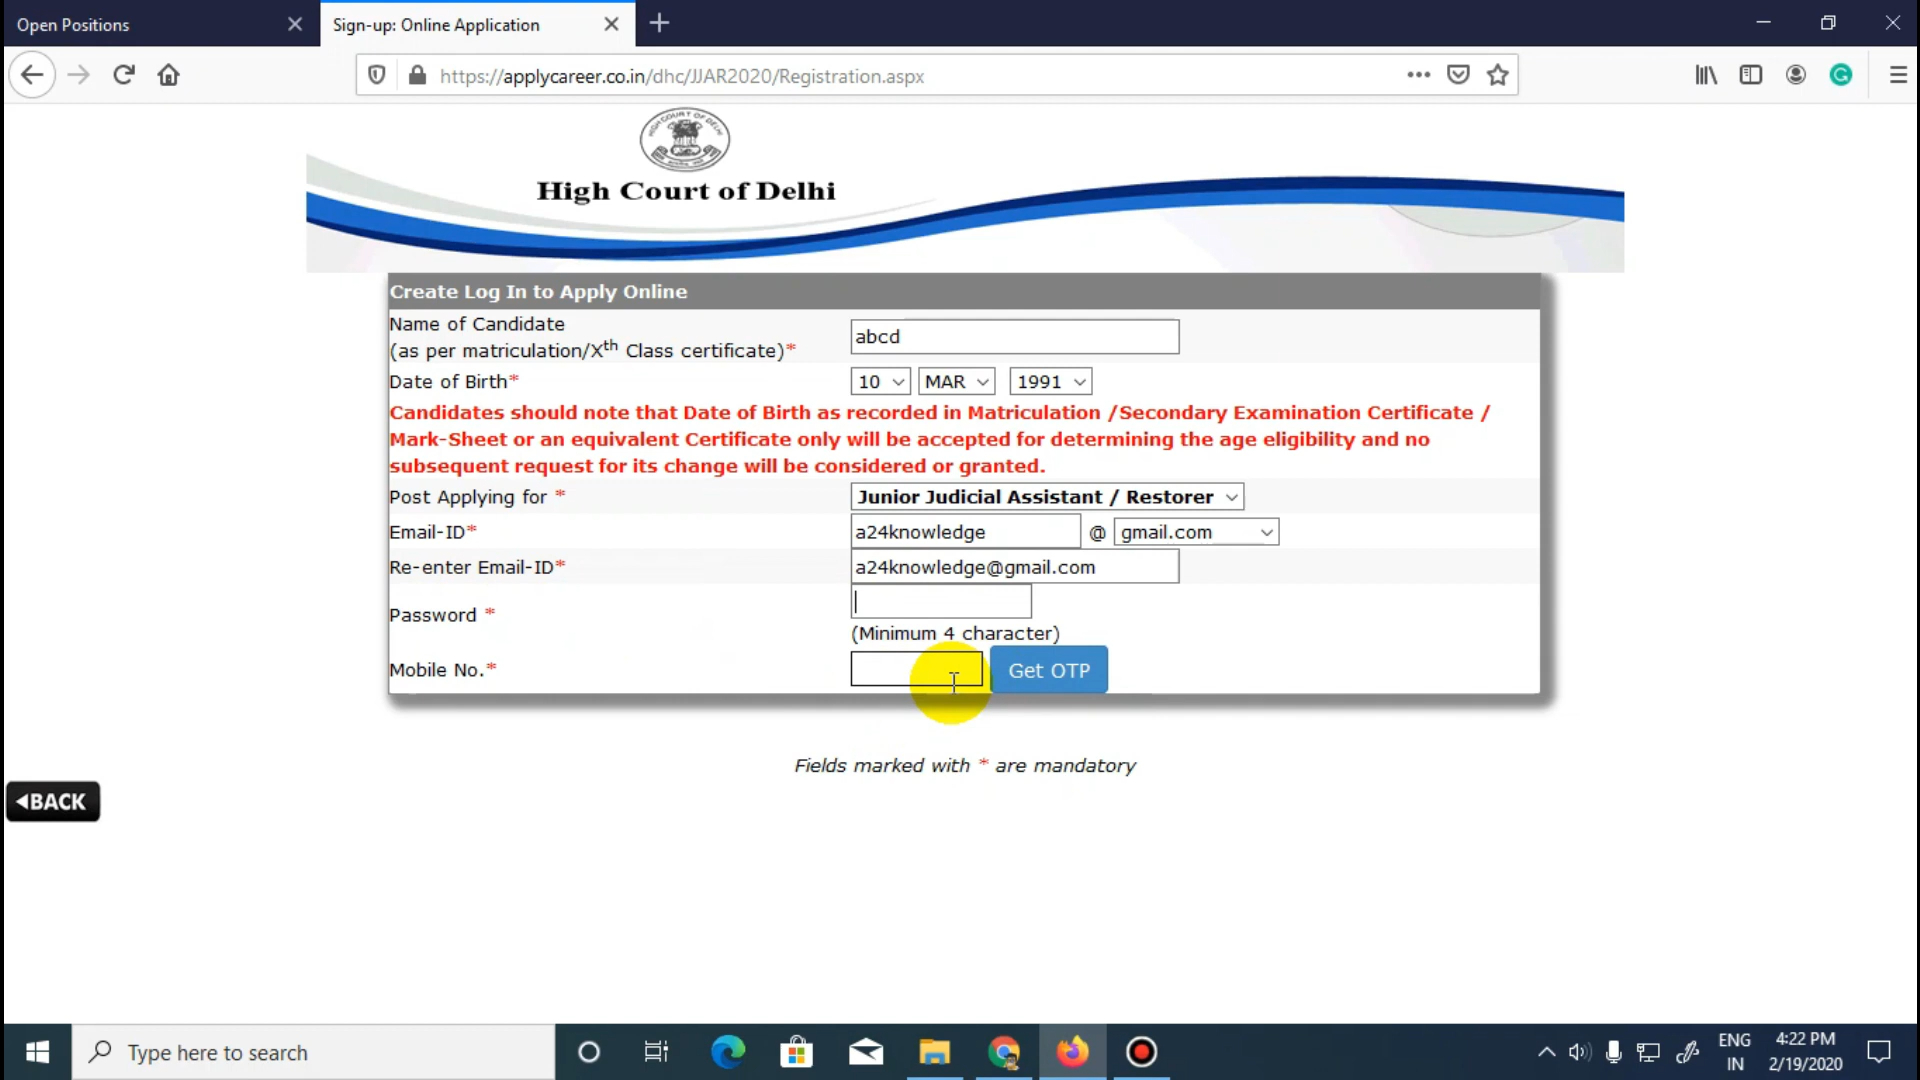 Open Positions
Sign-up: Online Application
https://applycareer.co.in/dhc/JJAR2020/Registration.aspx
High Court of Delhi
Create Log In to Apply Online
Name of Candidate
(as per matriculation/Xth Class certificate)*
abcd
Date of Birth*
10 MAR 1991
Candidates should note that Date of Birth as recorded in Matriculation /Secondary Examination Certificate /
Mark-Sheet or an equivalent Certificate only will be accepted for determining the age eligibility and no
subsequent request for its change will be considered or granted.
Post Applying for * Junior Judicial Assistant / Restorer
Email-ID* a24knowledge @ gmail.com
Re-enter Email-ID* a24knowledge@gmail.com
Password *
(Minimum 4 character)
Mobile No.* Get OTP
Fields marked with * are mandatory
BACK
Type here to search
ENG
IN
4:22 PM
2/19/2020